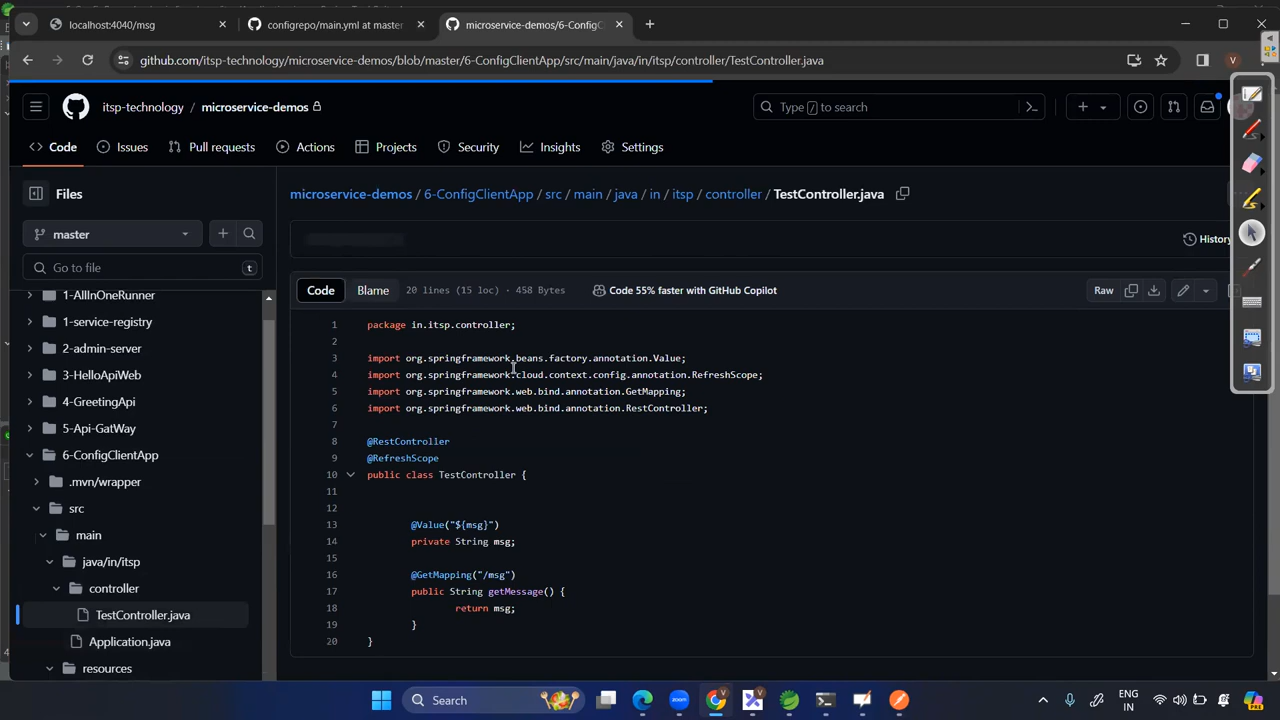 localhost:4040/msg
configrepo/main.yml at master
microservice-demos/6-ConfigC
github.com/itsp-technology/microservice-demos/blob/master/6-ConfigClientApp/src/main/java/in/itsp/controller/TestController.java
V
itsp-technology / microservice-demos
Type / to search
Code
Issues
Pull requests
Actions
Projects
Security
Insights
Settings
Files
microservice-demos / 6-ConfigClientApp / src / main / java / in / itsp / controller / TestController.java
master
History
Go to file
t
Code
Blame
20 lines (15 loc) · 458 Bytes
Code 55% faster with GitHub Copilot
Raw
1-AllInOneRunner
1-service-registry
2-admin-server
3-HelloApiWeb
4-GreetingApi
5-Api-GatWay
6-ConfigClientApp
.mvn/wrapper
src
main
java/in/itsp
controller
TestController.java
Application.java
resources
1 package in.itsp.controller;
2
3 import org.springframework.beans.factory.annotation.Value;
4 import org.springframework.cloud.context.config.annotation.RefreshScope;
5 import org.springframework.web.bind.annotation.GetMapping;
6 import org.springframework.web.bind.annotation.RestController;
7
8 @RestController
9 @RefreshScope
10 public class TestController {
11
12
13 @Value("${msg}")
14 private String msg;
15
16 @GetMapping("/msg")
17 public String getMessage() {
18 return msg;
19 }
20 }
Search
zoom
ENG
IN
PRE